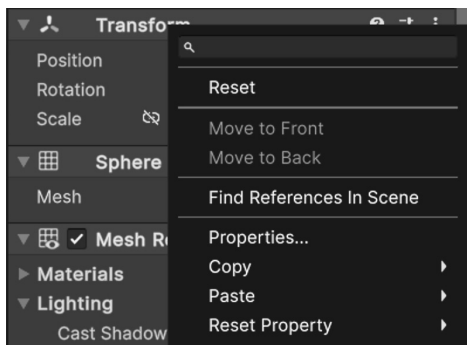 Transform
Position
Rotation
Scale
Sphere
Mesh
Mesh Re
Materials
Lighting
Cast Shadow
Reset
Move to Front
Move to Back
Find References In Scene
Properties...
Copy
Paste
Reset Property